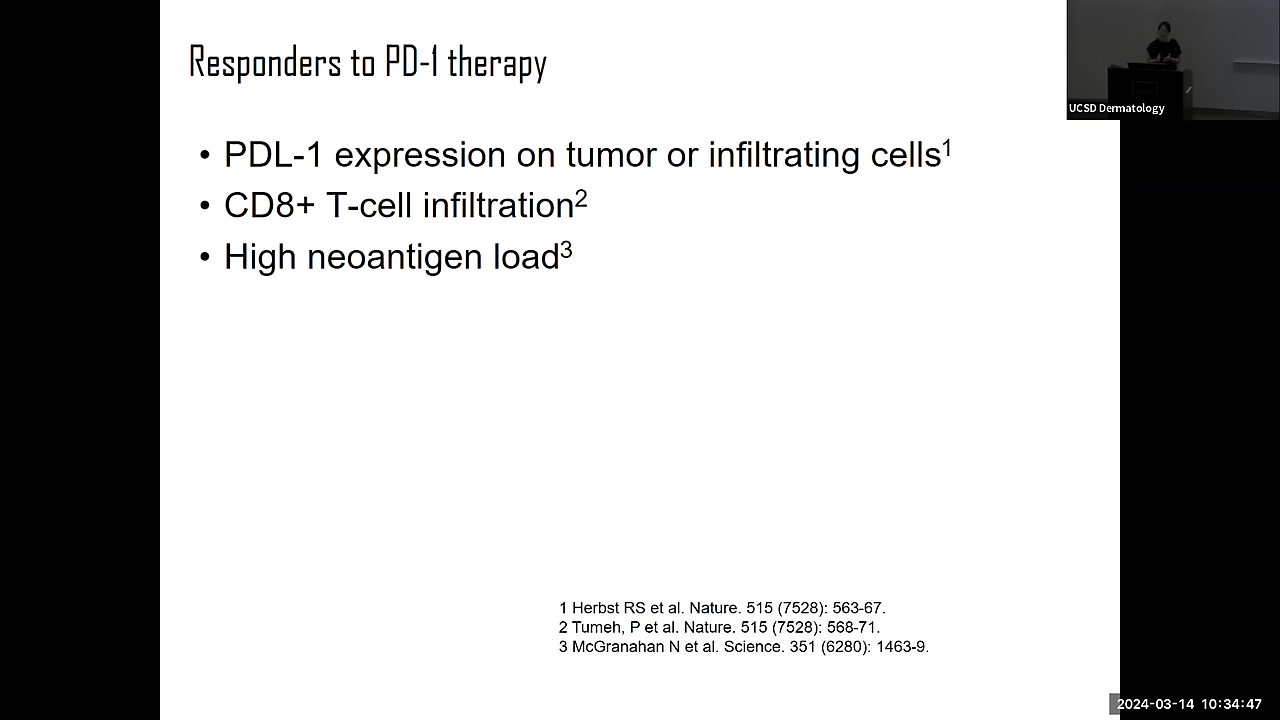 Responders to PD-1 therapy
UCSD Dermatology
• PDL-1 expression on tumor or infiltrating cells1
• CD8+ T-cell infiltration2
• High neoantigen load3
1 Herbst RS et al. Nature. 515 (7528): 563-67.
2 Tumeh, P et al. Nature. 515 (7528): 568-71.
3 McGranahan N et al. Science. 351 (6280): 1463-9.
2024-03-14 10:34:47